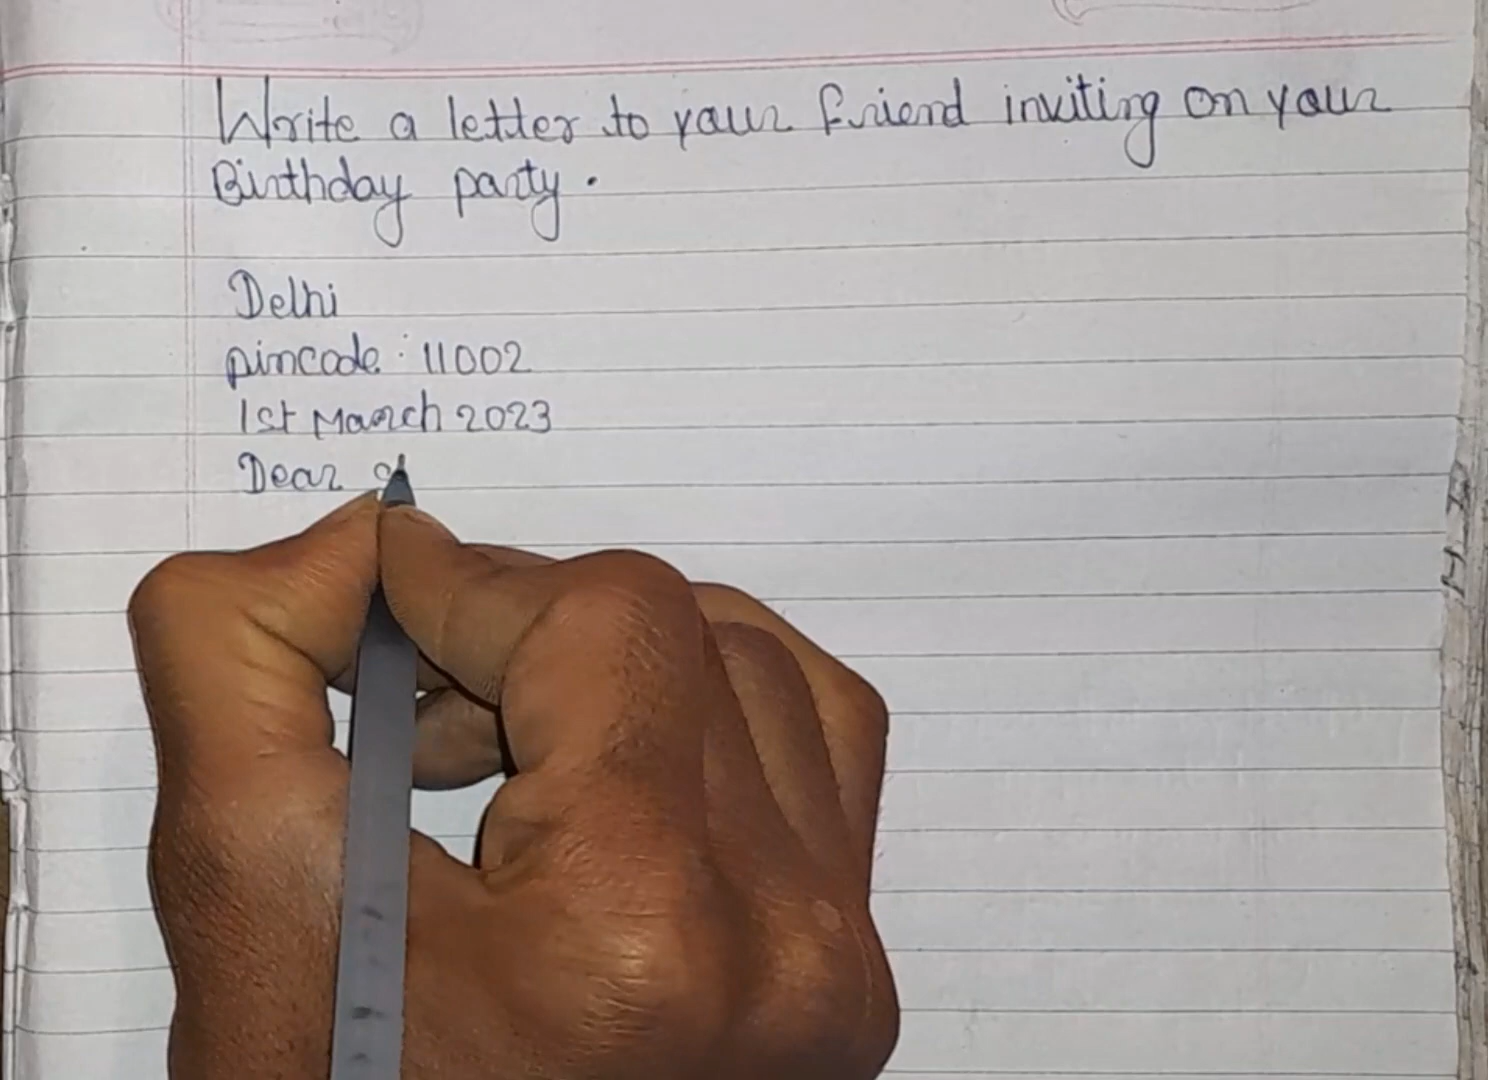 Write a letter to your friend inviting on your
Birthday party.
Delhi
pincode : 11002
1st March 2023
Dear